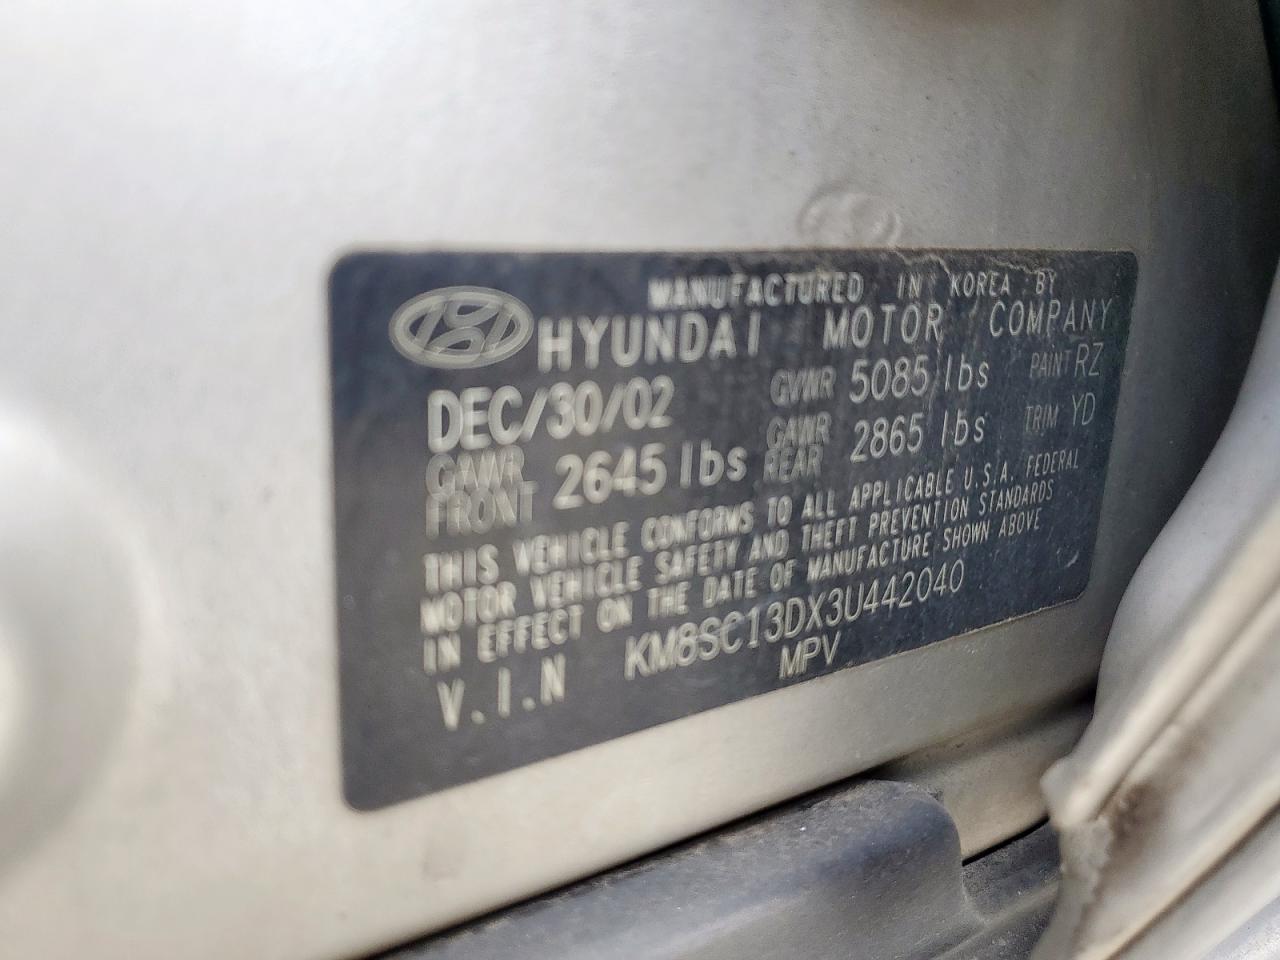 MANUFACTURED IN KOREA BY
HYUNDAI MOTOR COMPANY
DEC/30/02 GVWR 5085 lbs PAINT RZ
GAWR FRONT 2645 lbs GAWR REAR 2865 lbs TRIM YD
THIS VEHICLE CONFORMS TO ALL APPLICABLE U.S.A. FEDERAL
MOTOR VEHICLE SAFETY AND THEFT PREVENTION STANDARDS
IN EFFECT ON THE DATE OF MANUFACTURE SHOWN ABOVE
V.I.N KM8SC13DX3U442040
MPV